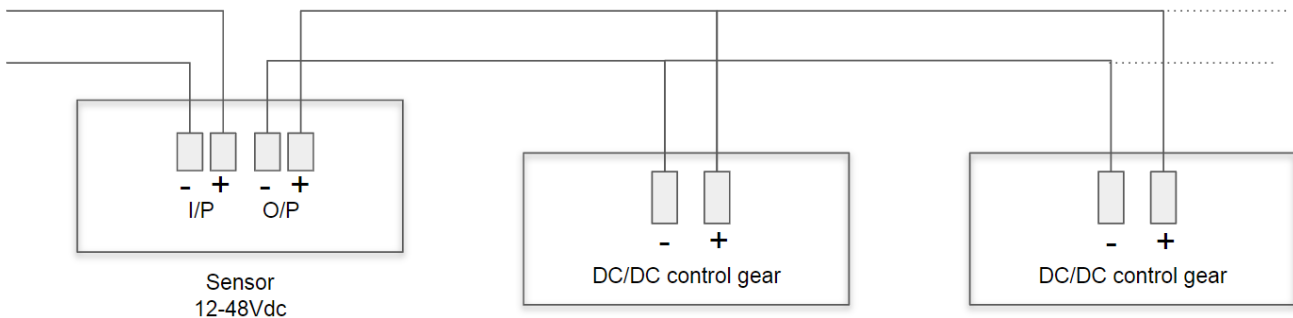 - + - +
I/P O/P
Sensor
12-48Vdc
- +
DC/DC control gear
- +
DC/DC control gear